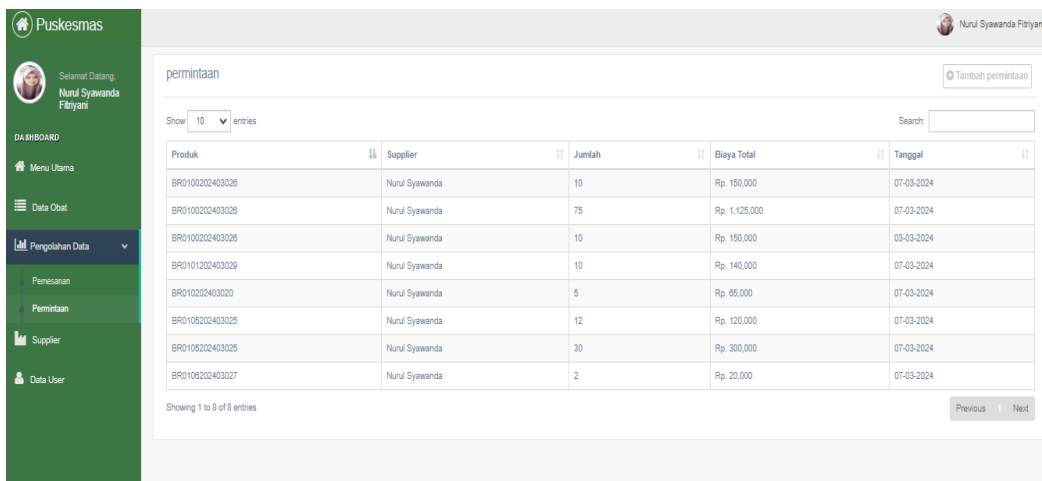 Puskesmas
Nurul Syawanda Fitriyan
Selamat Datang,
Nurul Syawanda
Fitriyani
DASHBOARD
Menu Utama
Data Obat
Pengolahan Data
Pemesanan
Permintaan
Supplier
Data User
permintaan
Tambah permintaan
Show 10 entries
Search:
Produk Supplier Jumlah Biaya Total Tanggal
BR0100202403026 Nurul Syawanda 10 Rp. 150,000 07-03-2024
BR0100202403026 Nurul Syawanda 75 Rp. 1,125,000 07-03-2024
BR0100202403026 Nurul Syawanda 10 Rp. 150,000 03-03-2024
BR0101202403029 Nurul Syawanda 10 Rp. 140,000 07-03-2024
BR010202403020 Nurul Syawanda 5 Rp. 65,000 07-03-2024
BR0105202403025 Nurul Syawanda 12 Rp. 120,000 07-03-2024
BR0105202403025 Nurul Syawanda 30 Rp. 300,000 07-03-2024
BR0106202403027 Nurul Syawanda 2 Rp. 20,000 07-03-2024
Showing 1 to 8 of 8 entries
Previous 1 Next